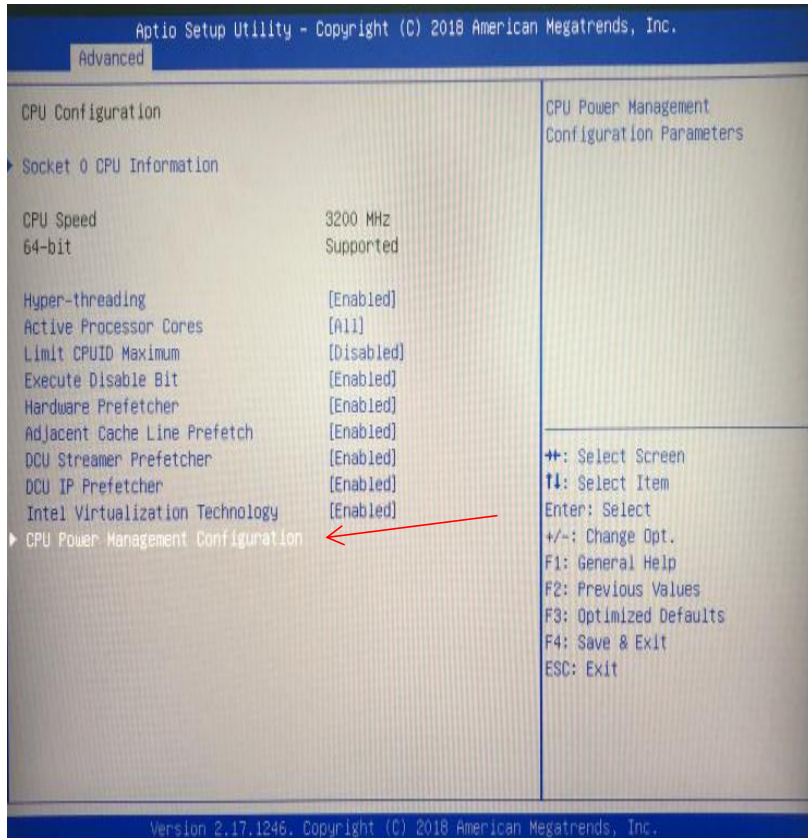 Aptio Setup Utility - Copyright (C) 2018 American Megatrends, Inc.
Advanced
CPU Configuration
Socket 0 CPU Information
CPU Speed 3200 MHz
64-bit Supported
Hyper-threading [Enabled]
Active Processor Cores [All]
Limit CPUID Maximum [Disabled]
Execute Disable Bit [Enabled]
Hardware Prefetcher [Enabled]
Adjacent Cache Line Prefetch [Enabled]
DCU Streamer Prefetcher [Enabled]
DCU IP Prefetcher [Enabled]
Intel Virtualization Technology [Enabled]
CPU Power Management Configuration
CPU Power Management
Configuration Parameters
→←: Select Screen
↑↓: Select Item
Enter: Select
+/-: Change Opt.
F1: General Help
F2: Previous Values
F3: Optimized Defaults
F4: Save & Exit
ESC: Exit
Version 2.17.1246. Copyright (C) 2018 American Megatrends, Inc.